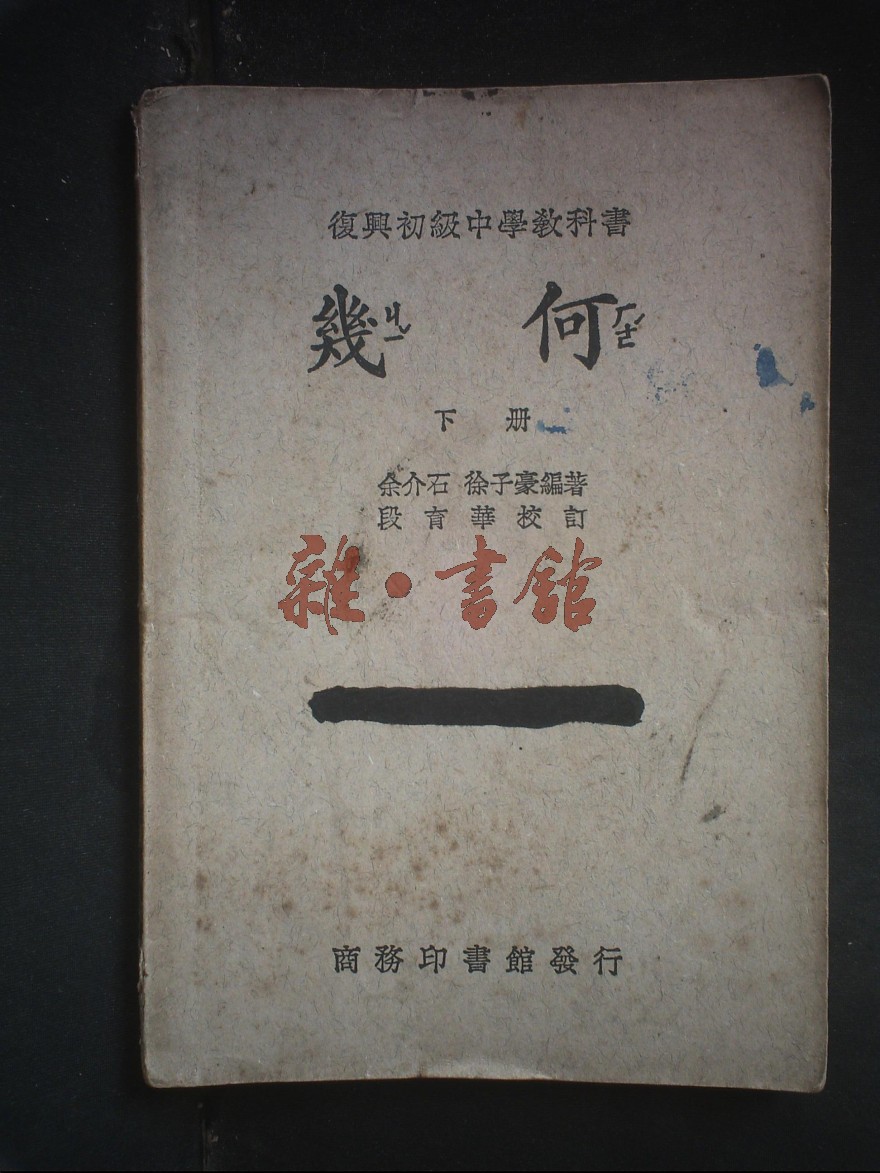 復興初級中學教科書
幾ㄐㄧˇ 何ㄏㄜˊ
下 册
余介石 徐子豪編著
段育華校訂
雜·書館
商務印書館發行